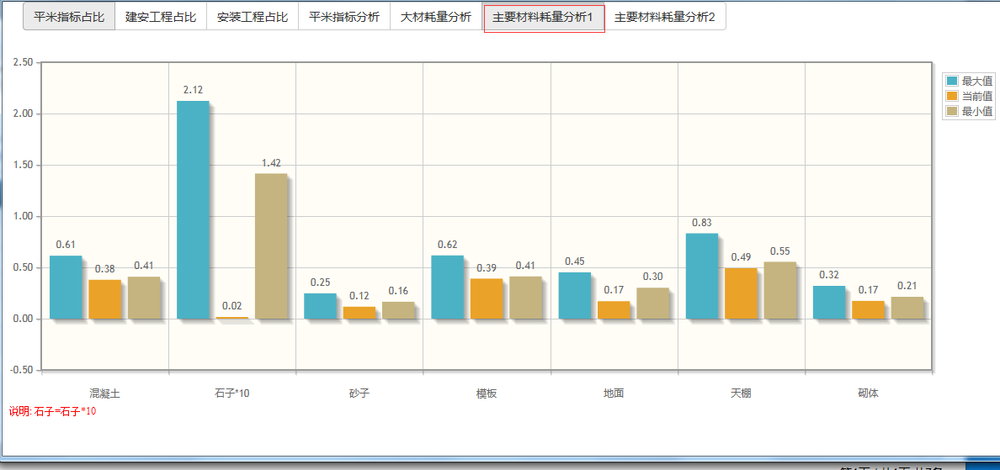 平米指标占比 建安工程占比 安装工程占比 平米指标分析 大材耗量分析 主要材料耗量分析1 主要材料耗量分析2
2.50
2.00
1.50
1.00
0.50
0.00
-0.50
0.61 0.38 0.41
2.12 0.02 1.42
0.25 0.12 0.16
0.62 0.39 0.41
0.45 0.17 0.30
0.83 0.49 0.55
0.32 0.17 0.21
最大值
当前值
最小值
混凝土 石子*10 砂子 模板 地面 天棚 砌体
说明: 石子=石子*10